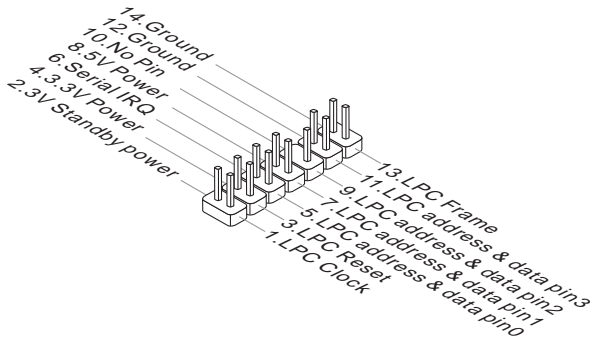 14.Ground
12.Ground
10.No Pin
8.5V Power
6.Serial IRQ
4.3.3V Power
2.3V Standby power
13.LPC Frame
11.LPC address & data pin3
9.LPC address & data pin2
7.LPC address & data pin1
5.LPC address & data pin0
3.LPC Reset
1.LPC Clock